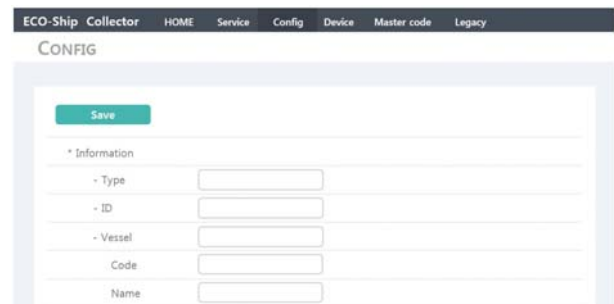 ECO-Ship Collector HOME Service Config Device Master code Legacy
CONFIG
Save
* Information
- Type
- ID
- Vessel
Code
Name